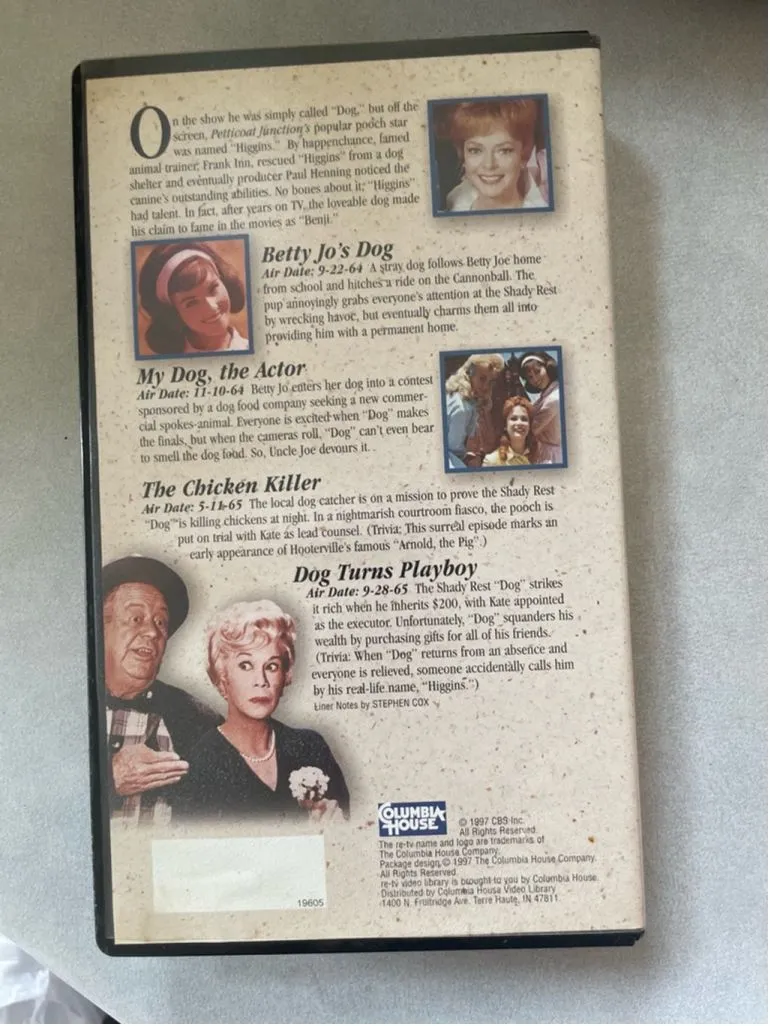 On the show he was simply called "Dog," but off the
screen, Petticoat Junction's popular pooch star
was named "Higgins." By happenchance, famed
animal trainer, Frank Inn, rescued "Higgins" from a dog
shelter and eventually producer Paul Henning noticed the
canine's outstanding abilities. No bones about it; "Higgins"
had talent. In fact, after years on TV, the loveable dog made
his claim to fame in the movies as "Benji."
Betty Jo's Dog
Air Date: 9-22-64 A stray dog follows Betty Joe home
from school and hitches a ride on the Cannonball. The
pup annoyingly grabs everyone's attention at the Shady Rest
by wrecking havoc, but eventually charms them all into
providing him with a permanent home.
My Dog, the Actor
Air Date: 11-10-64 Betty Jo enters her dog into a contest
sponsored by a dog food company seeking a new commer-
cial spokes-animal. Everyone is excited when "Dog" makes
the finals, but when the cameras roll, "Dog" can't even bear
to smell the dog food. So, Uncle Joe devours it.
The Chicken Killer
Air Date: 5-11-65 The local dog catcher is on a mission to prove the Shady Rest
"Dog" is killing chickens at night. In a nightmarish courtroom fiasco, the pooch is
put on trial with Kate as lead counsel. (Trivia: This surreal episode marks an
early appearance of Hooterville's famous "Arnold, the Pig".)
Dog Turns Playboy
Air Date: 9-28-65 The Shady Rest "Dog" strikes
it rich when he inherits $200, with Kate appointed
as the executor. Unfortunately, "Dog" squanders his
wealth by purchasing gifts for all of his friends.
(Trivia: When "Dog" returns from an absence and
everyone is relieved, someone accidentally calls him
by his real-life name, "Higgins.")
Liner Notes by STEPHEN COX
COLUMBIA
HOUSE
© 1997 CBS Inc.
All Rights Reserved.
The re-tv name and logo are trademarks of
The Columbia House Company.
Package design © 1997 The Columbia House Company.
All Rights Reserved.
re-tv video library is brought to you by Columbia House.
Distributed by Columbia House Video Library
1400 N. Fruitridge Ave. Terre Haute, IN 47811
19605